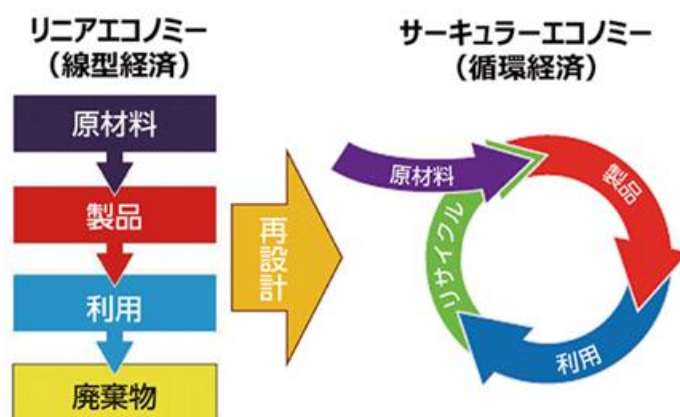 リニアエコノミー
（線型経済）
原材料
製品
利用
廃棄物
再設計
サーキュラーエコノミー
（循環経済）
原材料
製品
利用
リサイクル